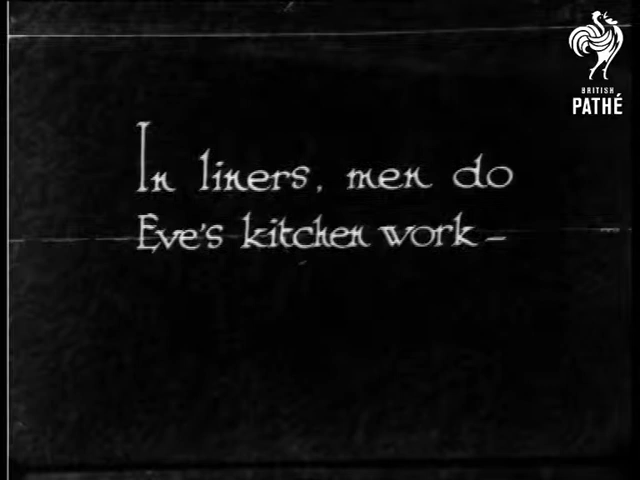 In liners, men do
Eve's kitchen work –
BRITISH
PATHÉ